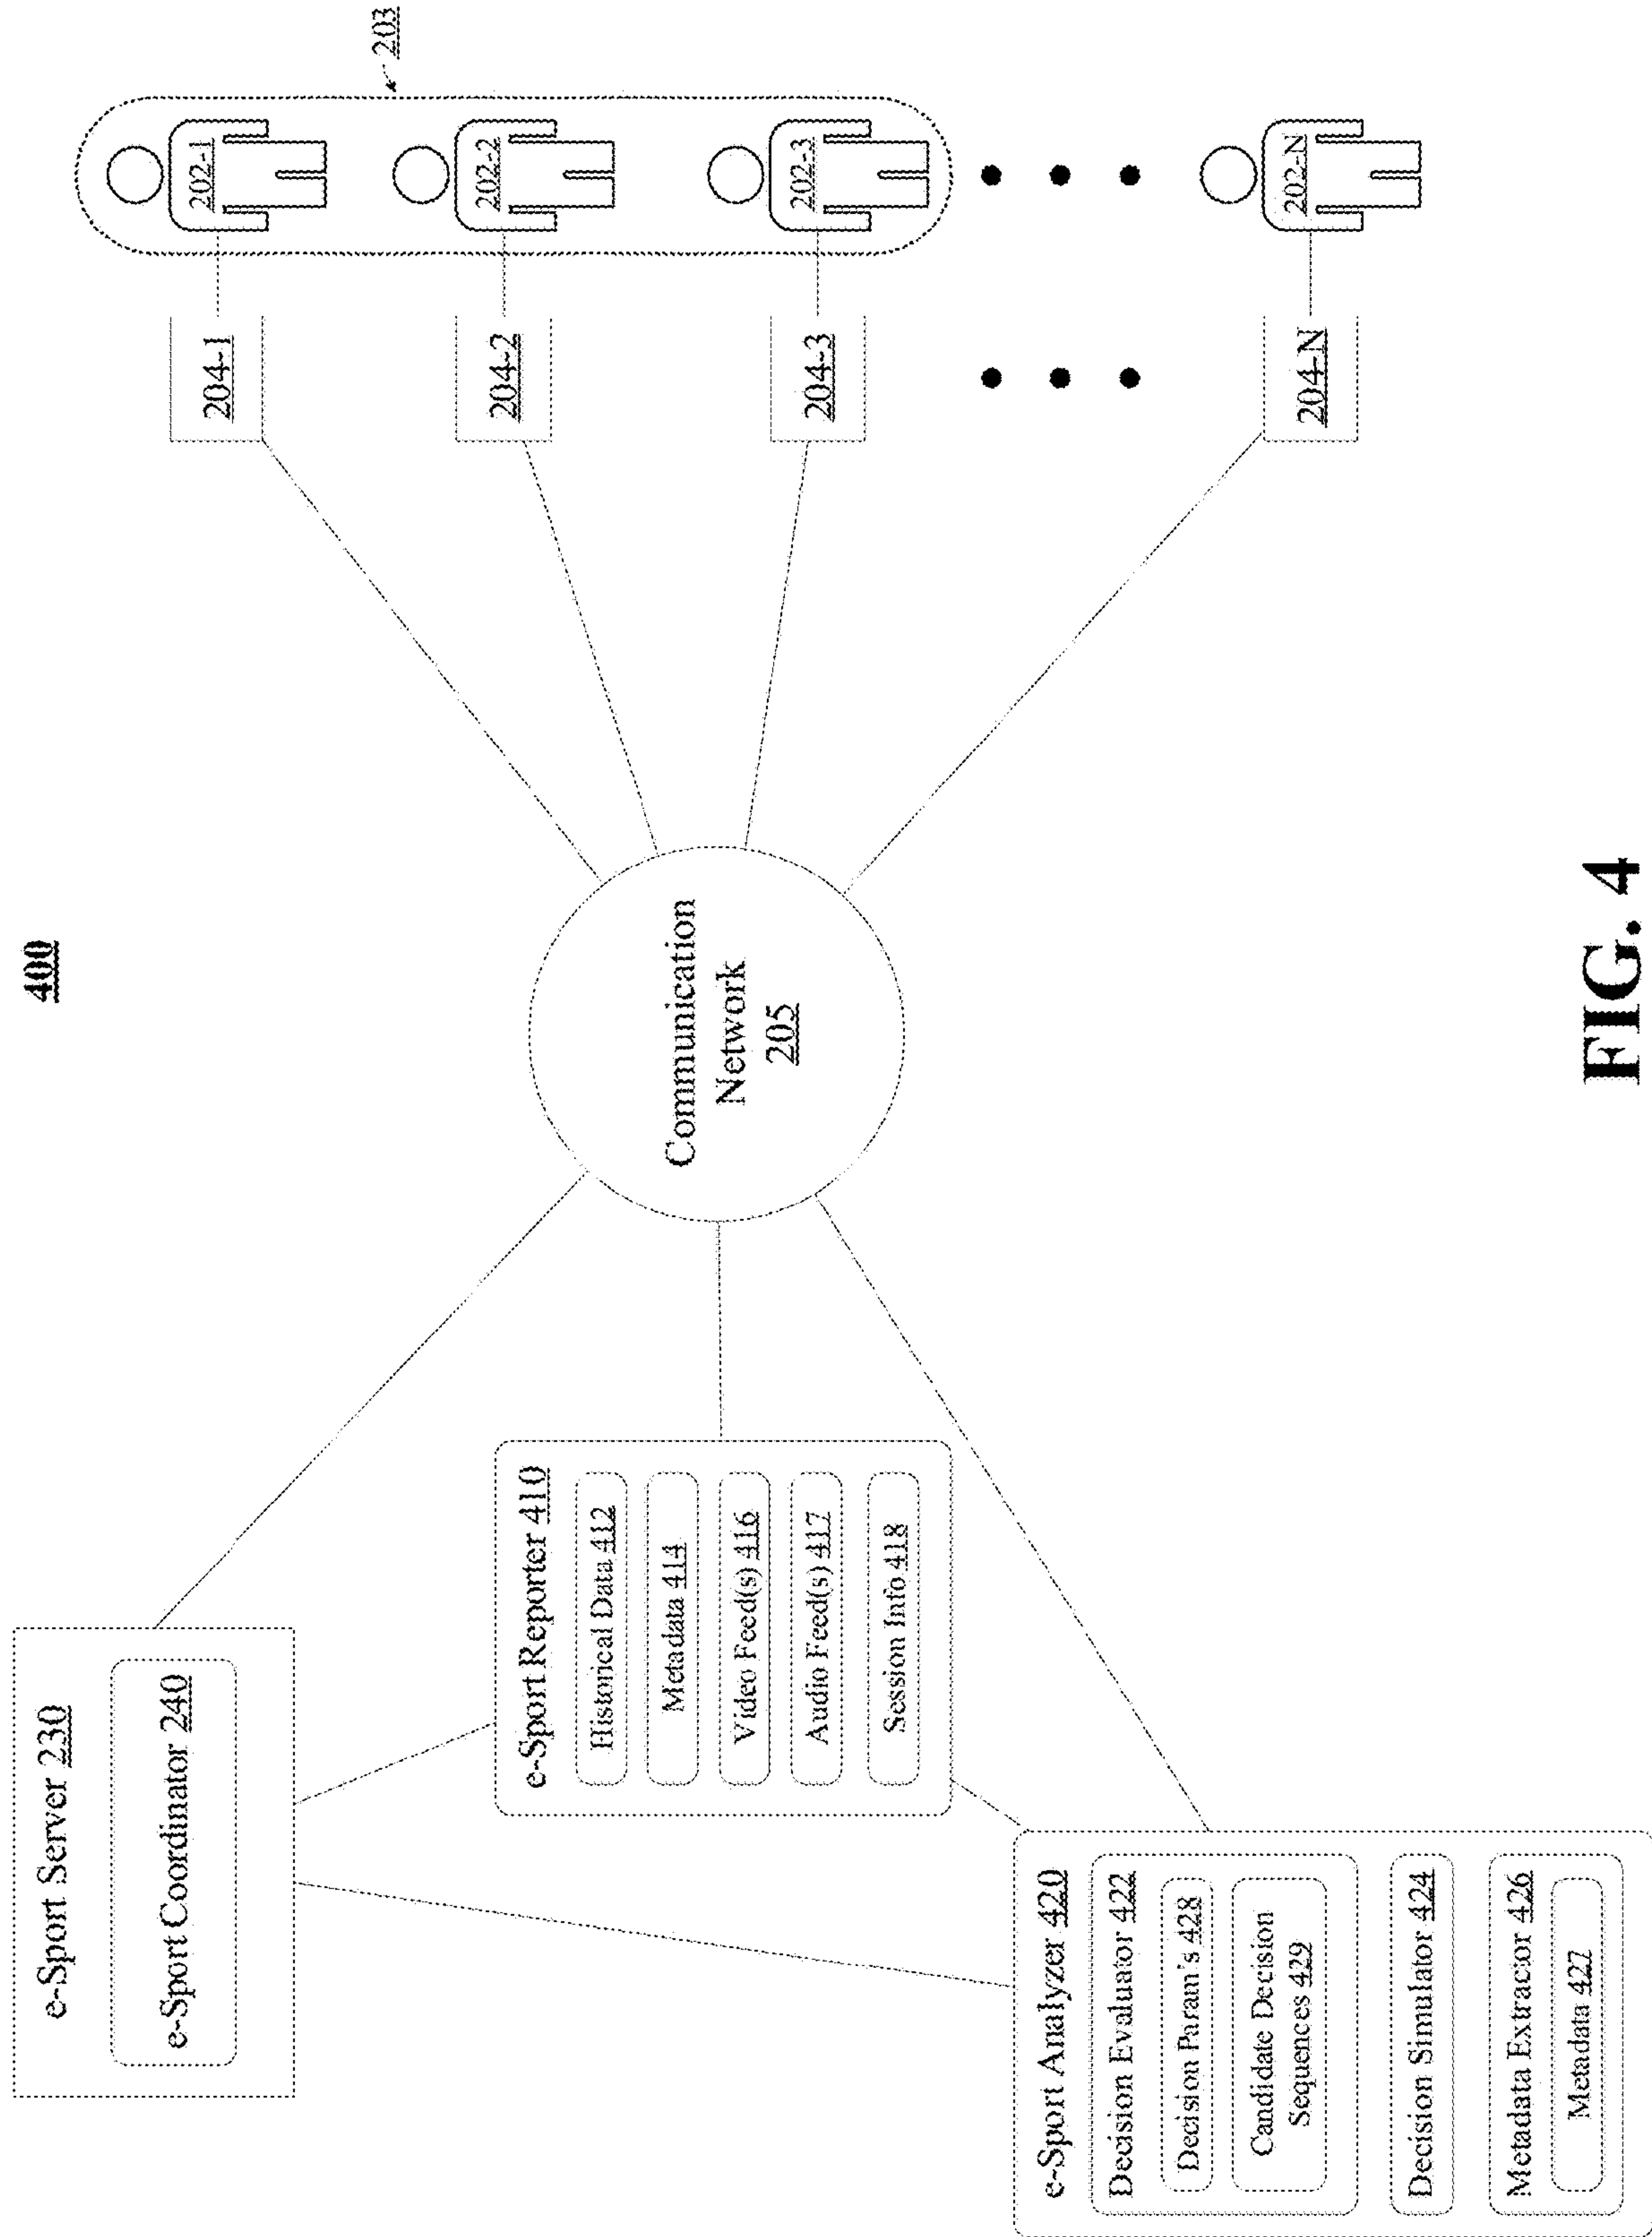 400
e-Sport Server 230
e-Sport Coordinator 240
e-Sport Reporter 410
Historical Data 412
Metadata 414
Video Feed(s) 416
Audio Feed(s) 417
Session Info 418
e-Sport Analyzer 420
Decision Evaluator 422
Decision Param's 428
Candidate Decision
Sequences 429
Decision Simulator 424
Metadata Extractor 426
Metadata 427
Communication
Network
205
204-1
204-2
204-3
204-N
202-1
202-2
202-3
202-N
203
FIG. 4